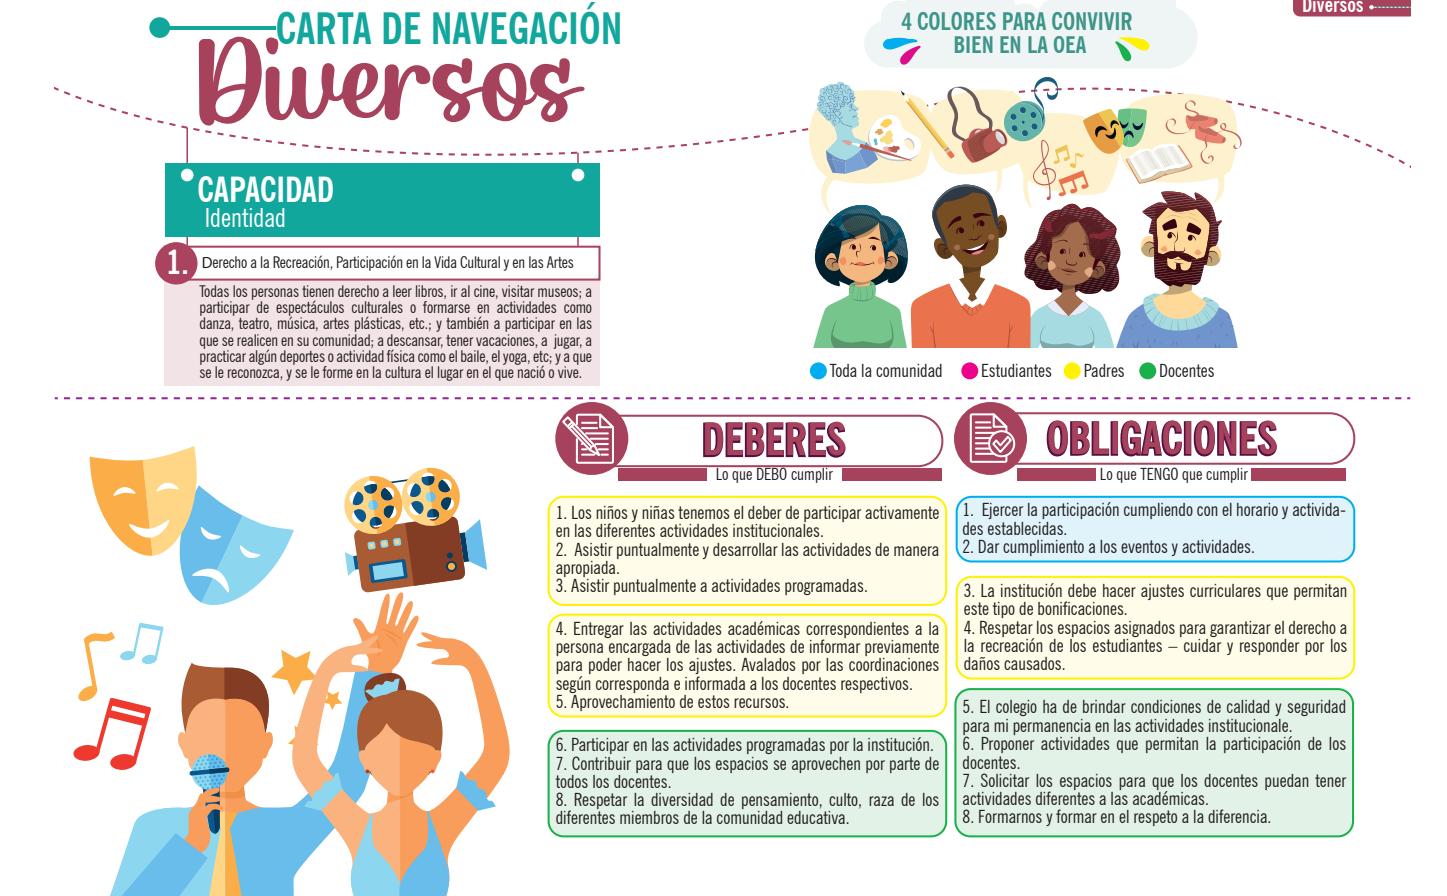 Diversos
CARTA DE NAVEGACIÓN
Diversos
4 COLORES PARA CONVIVIR
BIEN EN LA OEA
CAPACIDAD
Identidad
1. Derecho a la Recreación, Participación en la Vida Cultural y en las Artes
Todas los personas tienen derecho a leer libros, ir al cine, visitar museos; a
participar de espectáculos culturales o formarse en actividades como
danza, teatro, música, artes plásticas, etc.; y también a participar en las
que se realicen en su comunidad; a descansar, tener vacaciones, a jugar, a
practicar algún deportes o actividad física como el baile, el yoga, etc; y a que
se le reconozca, y se le forme en la cultura el lugar en el que nació o vive.
Toda la comunidad Estudiantes Padres Docentes
DEBERES
Lo que DEBO cumplir
1. Los niños y niñas tenemos el deber de participar activamente
en las diferentes actividades institucionales.
2. Asistir puntualmente y desarrollar las actividades de manera
apropiada.
3. Asistir puntualmente a actividades programadas.
4. Entregar las actividades académicas correspondientes a la
persona encargada de las actividades de informar previamente
para poder hacer los ajustes. Avalados por las coordinaciones
según corresponda e informada a los docentes respectivos.
5. Aprovechamiento de estos recursos.
6. Participar en las actividades programadas por la institución.
7. Contribuir para que los espacios se aprovechen por parte de
todos los docentes.
8. Respetar la diversidad de pensamiento, culto, raza de los
diferentes miembros de la comunidad educativa.
OBLIGACIONES
Lo que TENGO que cumplir
1. Ejercer la participación cumpliendo con el horario y activida-
des establecidas.
2. Dar cumplimiento a los eventos y actividades.
3. La institución debe hacer ajustes curriculares que permitan
este tipo de bonificaciones.
4. Respetar los espacios asignados para garantizar el derecho a
la recreación de los estudiantes – cuidar y responder por los
daños causados.
5. El colegio ha de brindar condiciones de calidad y seguridad
para mi permanencia en las actividades institucionale.
6. Proponer actividades que permitan la participación de los
docentes.
7. Solicitar los espacios para que los docentes puedan tener
actividades diferentes a las académicas.
8. Formarnos y formar en el respeto a la diferencia.